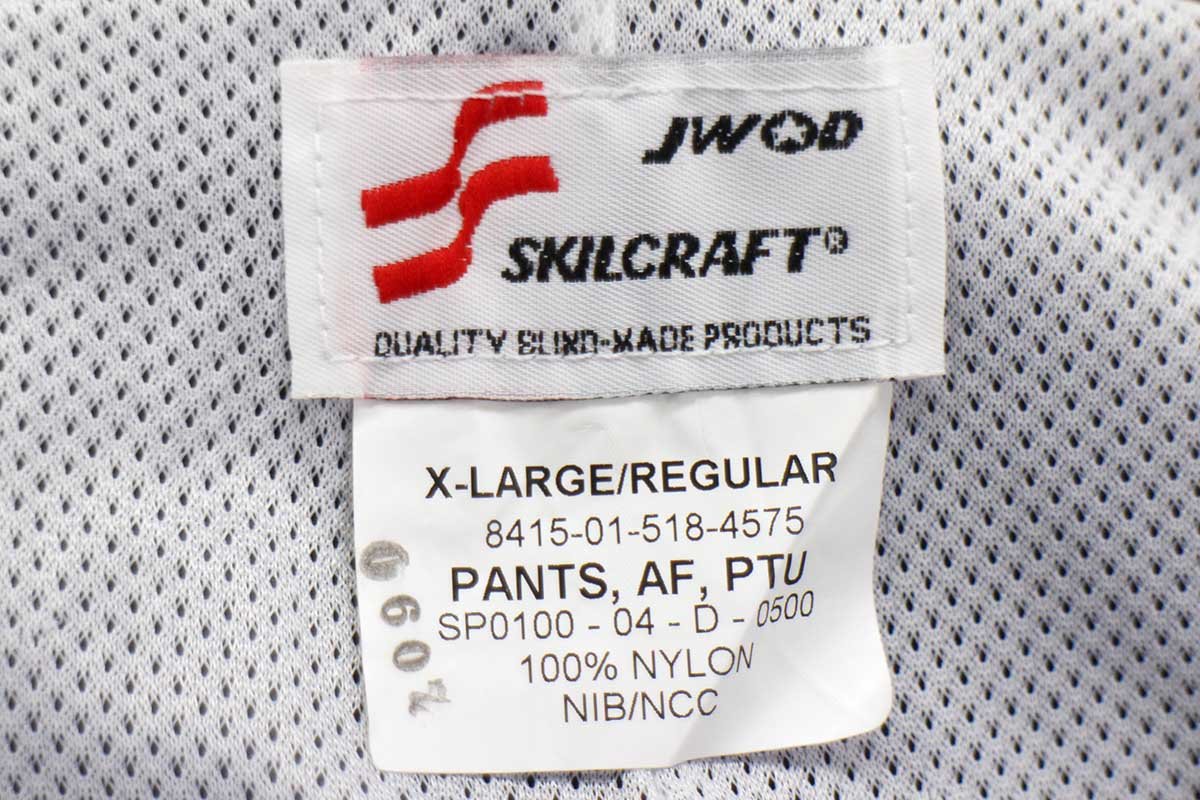 JWOD
SKILCRAFT®
QUALITY BLIND-MADE PRODUCTS
X-LARGE/REGULAR
8415-01-518-4575
PANTS, AF, PTU
SP0100 - 04 - D - 0500
100% NYLON
NIB/NCC
0602